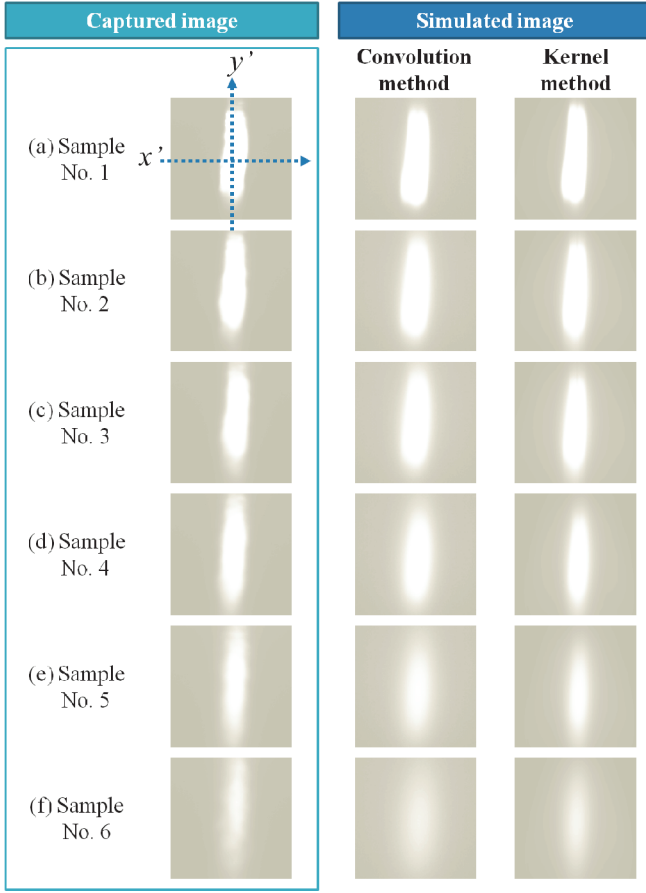 Captured image
Simulated image
Convolution method
Kernel method
y’
x’
(a) Sample
No. 1
(b) Sample
No. 2
(c) Sample
No. 3
(d) Sample
No. 4
(e) Sample
No. 5
(f) Sample
No. 6